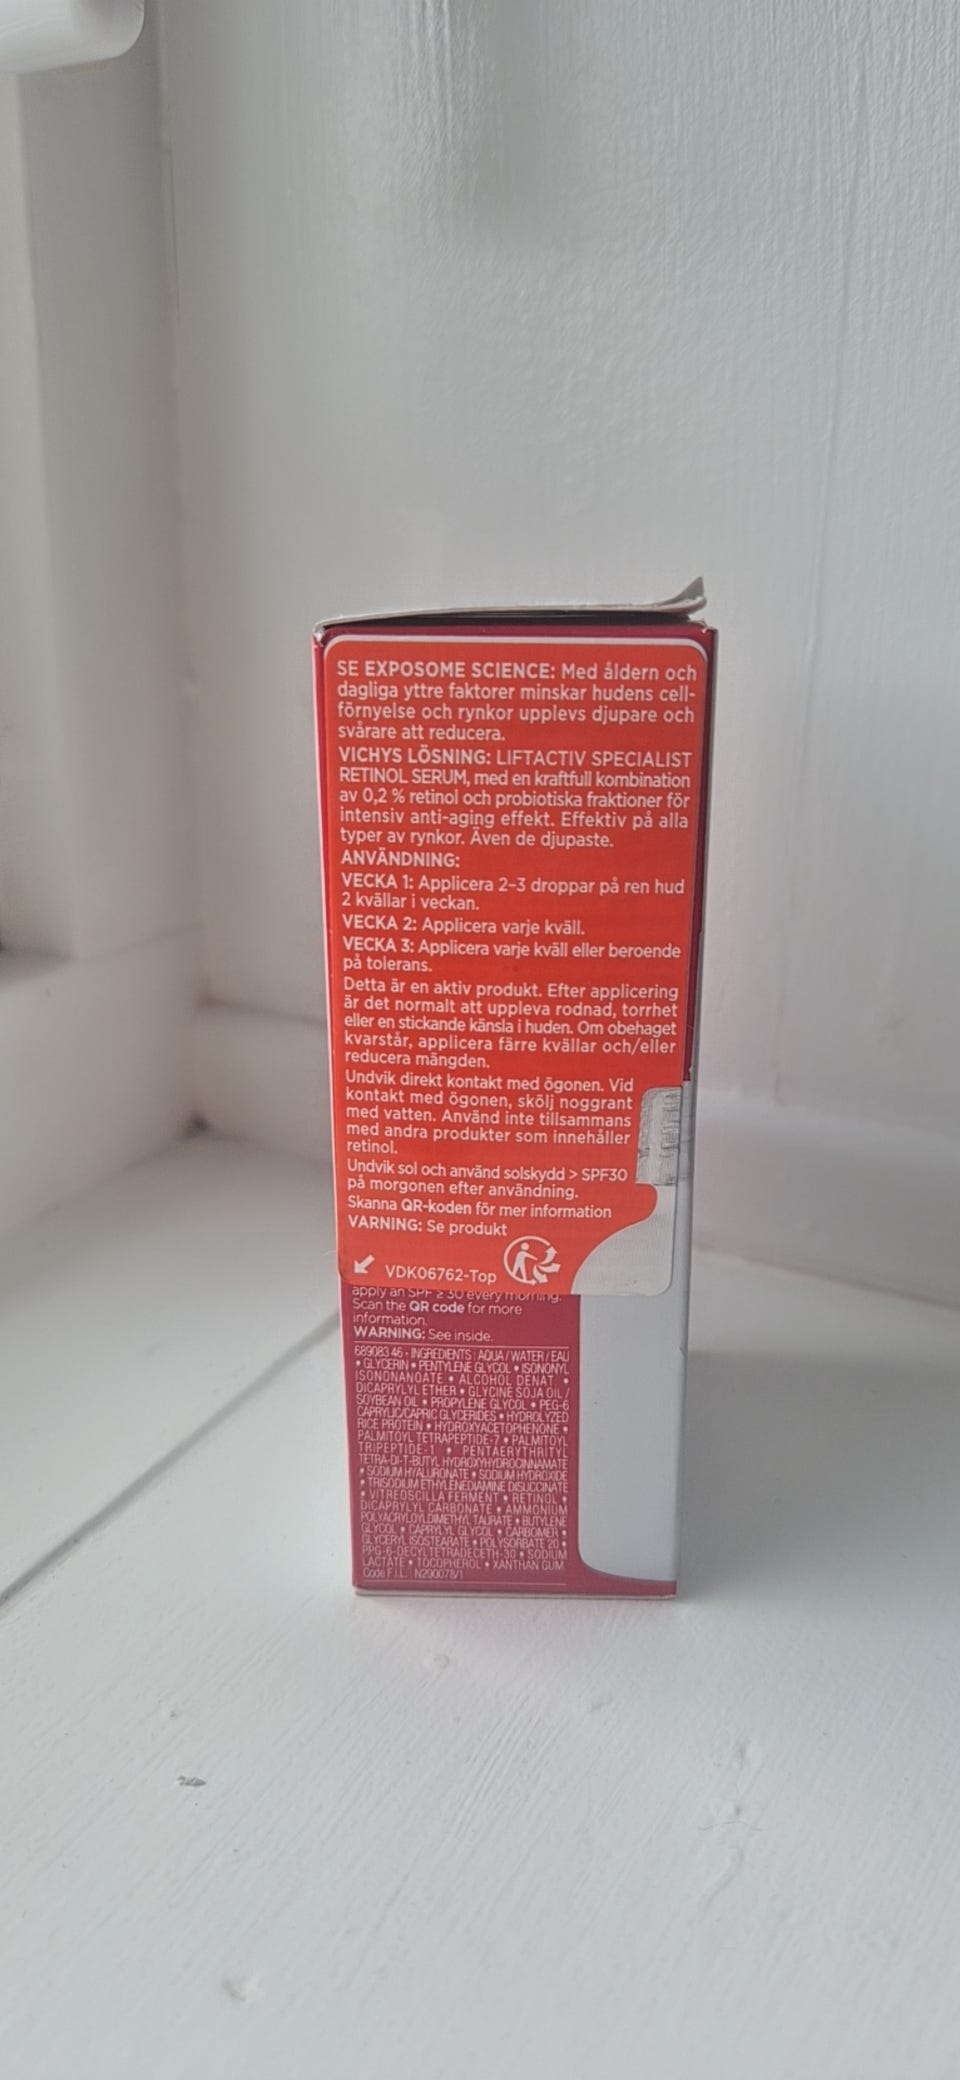 SE EXPOSOME SCIENCE: Med åldern och
dagliga yttre faktorer minskar hudens cell-
förnyelse och rynkor upplevs djupare och
svårare att reducera.
VICHYS LÖSNING: LIFTACTIV SPECIALIST
RETINOL SERUM, med en kraftfull kombination
av 0,2 % retinol och probiotiska fraktioner för
intensiv anti-aging effekt. Effektiv på alla
typer av rynkor. Även de djupaste.
ANVÄNDNING:
VECKA 1: Applicera 2-3 droppar på ren hud
2 kvällar i veckan.
VECKA 2: Applicera varje kväll.
VECKA 3: Applicera varje kväll eller beroende
på tolerans.
Detta är en aktiv produkt. Efter applicering
är det normalt att uppleva rodnad, torrhet
eller en stickande känsla i huden. Om obehaget
kvarstår, applicera färre kvällar och/eller
reducera mängden.
Undvik direkt kontakt med ögonen. Vid
kontakt med ögonen, skölj noggrant
med vatten. Använd inte tillsammans
med andra produkter som innehåller
retinol.
Undvik sol och använd solskydd > SPF30
på morgonen efter användning.
Skanna QR-koden för mer information
VARNING: Se produkt
VDK06762-Top
apply an SPF ≥ 30 every morning.
Scan the QR code for more
information.
WARNING: See inside.
689083 46 - INGREDIENTS: AQUA / WATER / EAU
• GLYCERIN • PENTYLENE GLYCOL • ISONONYL
ISONONANOATE • ALCOHOL DENAT. •
DICAPRYLYL ETHER • GLYCINE SOJA OIL /
SOYBEAN OIL • PROPYLENE GLYCOL • PEG-6
CAPRYLIC/CAPRIC GLYCERIDES • HYDROLYZED
RICE PROTEIN • HYDROXYACETOPHENONE •
PALMITOYL TETRAPEPTIDE-7 • PALMITOYL
TRIPEPTIDE-1 • PENTAERYTHRITYL
TETRA-DI-T-BUTYL HYDROXYHYDROCINNAMATE
• SODIUM HYALURONATE • SODIUM HYDROXIDE
• TRISODIUM ETHYLENEDIAMINE DISUCCINATE
• VITREOSCILLA FERMENT • RETINOL •
DICAPRYLYL CARBONATE • AMMONIUM
POLYACRYLOYLDIMETHYL TAURATE • BUTYLENE
GLYCOL • CAPRYLYL GLYCOL • CARBOMER •
GLYCERYL ISOSTEARATE • POLYSORBATE 20 •
PPG-6-DECYLTETRADECETH-30 • SODIUM
LACTATE • TOCOPHEROL • XANTHAN GUM
Code F.I.L. N290078/1